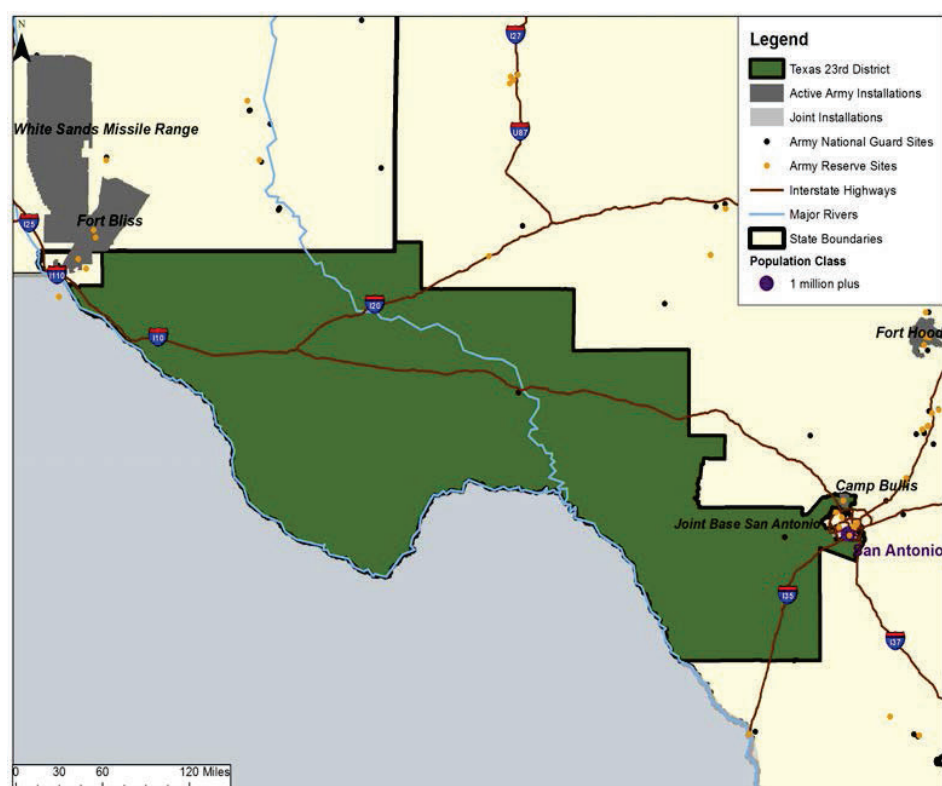 N
I27
U87
White Sands Missile Range
Fort Bliss
I25
I110
I20
I10
Fort Hood
Camp Bullis
Joint Base San Antonio
San Antonio
I35
I37
0 30 60 120 Miles
Legend
Texas 23rd District
Active Army Installations
Joint Installations
Army National Guard Sites
Army Reserve Sites
Interstate Highways
Major Rivers
State Boundaries
Population Class
1 million plus